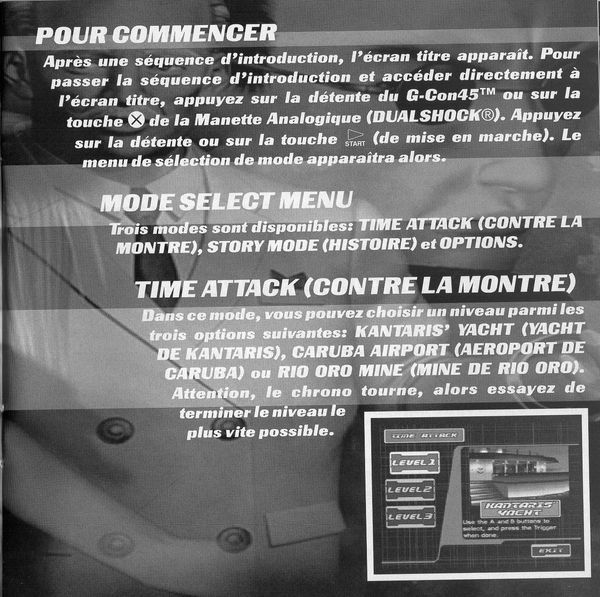 POUR COMMENCER
Après une séquence d'introduction, l'écran titre apparaît. Pour
passer la séquence d'introduction et accéder directement à
l'écran titre, appuyez sur la détente du G-Con45™ ou sur la
touche ⊗ de la Manette Analogique (DUALSHOCK®). Appuyez
sur la détente ou sur la touche START (de mise en marche). Le
menu de sélection de mode apparaîtra alors.
MODE SELECT MENU
Trois modes sont disponibles: TIME ATTACK (CONTRE LA
MONTRE), STORY MODE (HISTOIRE) et OPTIONS.
TIME ATTACK (CONTRE LA MONTRE)
Dans ce mode, vous pouvez choisir un niveau parmi les
trois options suivantes: KANTARIS' YACHT (YACHT
DE KANTARIS), CARUBA AIRPORT (AEROPORT DE
CARUBA) ou RIO ORO MINE (MINE DE RIO ORO).
Attention, le chrono tourne, alors essayez de
terminer le niveau le
plus vite possible.
TIME ATTACK
LEVEL 1
LEVEL 2
LEVEL 3
KANTARIS'
YACHT
Use the A and B buttons to
select, and press the Trigger
when done.
EXIT